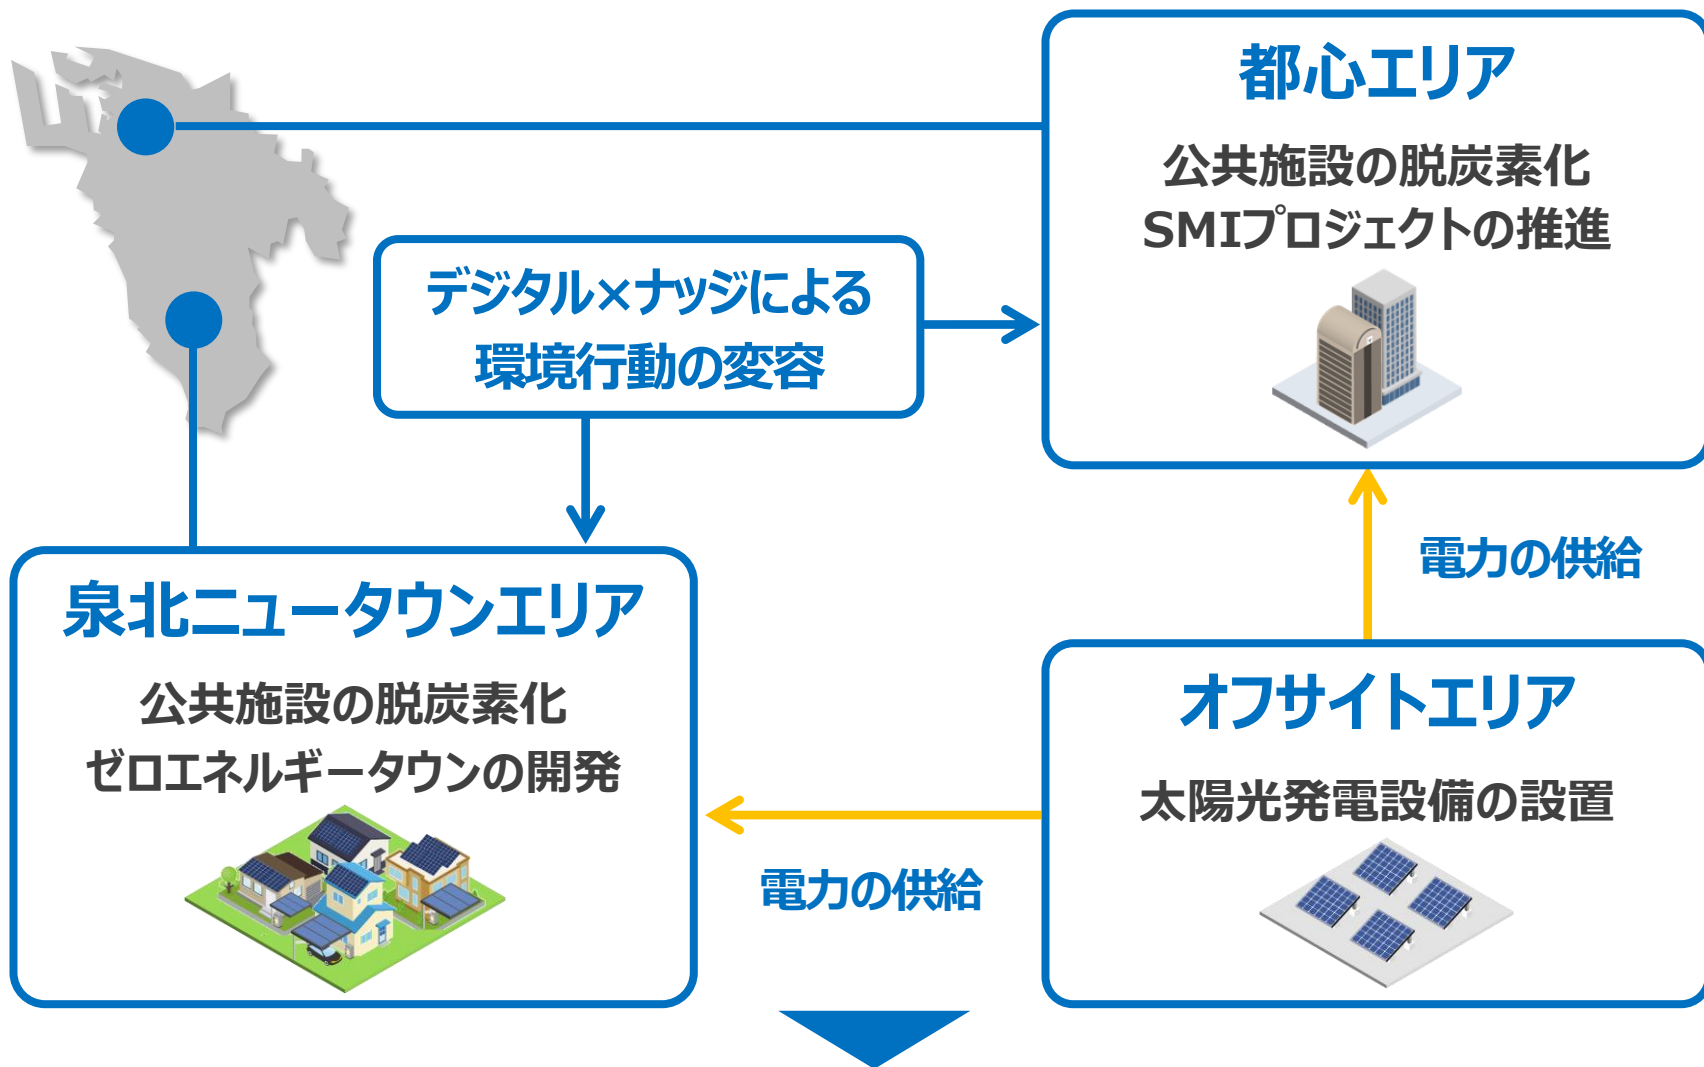 都心エリア
公共施設の脱炭素化
SMIプロジェクトの推進
デジタル×ナッジによる
環境行動の変容
電力の供給
泉北ニュータウンエリア
公共施設の脱炭素化
ゼロエネルギータウンの開発
オフサイトエリア
太陽光発電設備の設置
電力の供給